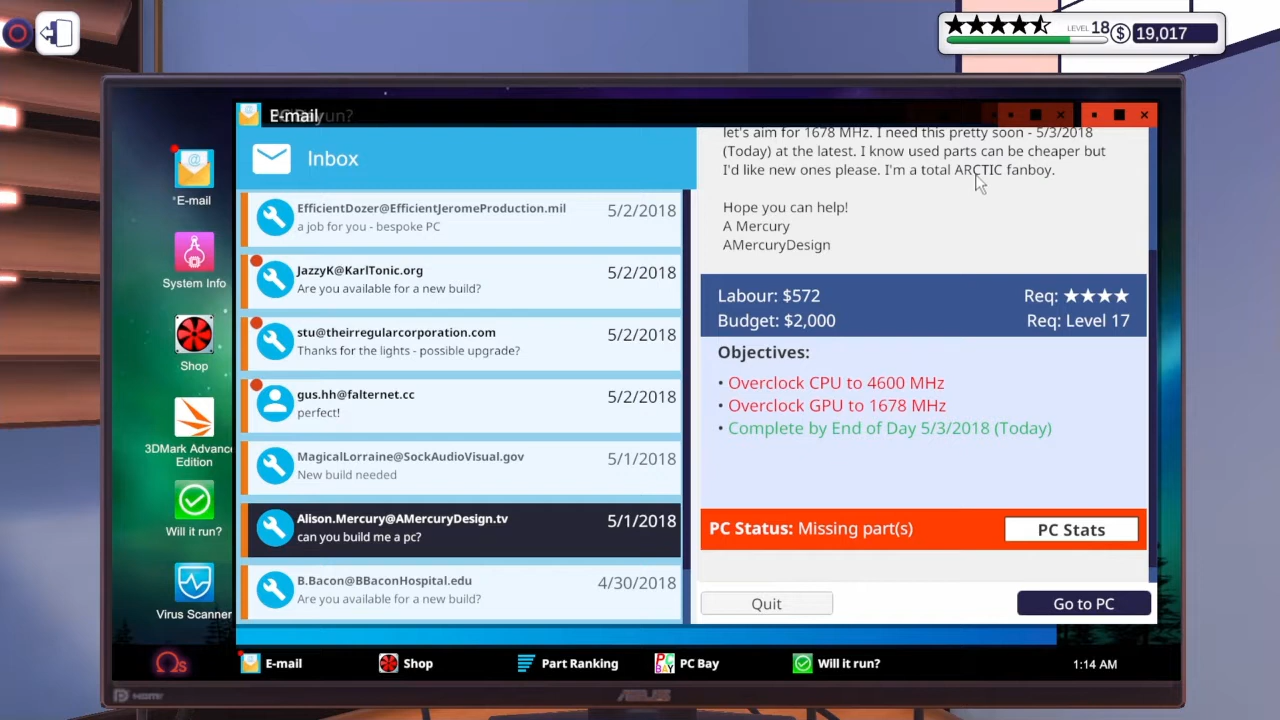 LEVEL 18
$ 19,017
E-mail
Inbox
EfficientDozer@EfficientJeromeProduction.mil 5/2/2018
a job for you - bespoke PC
JazzyK@KarlTonic.org 5/2/2018
Are you available for a new build?
stu@theirregularcorporation.com 5/2/2018
Thanks for the lights - possible upgrade?
gus.hh@falternet.cc 5/2/2018
perfect!
MagicalLorraine@SockAudioVisual.gov 5/1/2018
New build needed
Alison.Mercury@AMercuryDesign.tv 5/1/2018
can you build me a pc?
B.Bacon@BBaconHospital.edu 4/30/2018
Are you available for a new build?
let's aim for 1678 MHz. I need this pretty soon - 5/3/2018
(Today) at the latest. I know used parts can be cheaper but
I'd like new ones please. I'm a total ARCTIC fanboy.
Hope you can help!
A Mercury
AMercuryDesign
Labour: $572 Req: ★★★★
Budget: $2,000 Req: Level 17
Objectives:
• Overclock CPU to 4600 MHz
• Overclock GPU to 1678 MHz
• Complete by End of Day 5/3/2018 (Today)
PC Status: Missing part(s) PC Stats
Quit Go to PC
E-mail
System Info
Shop
3DMark Advance
Edition
Will it run?
Virus Scanner
Ωs E-mail Shop Part Ranking PC BAY PC Bay Will it run? 1:14 AM
HDMI ASUS